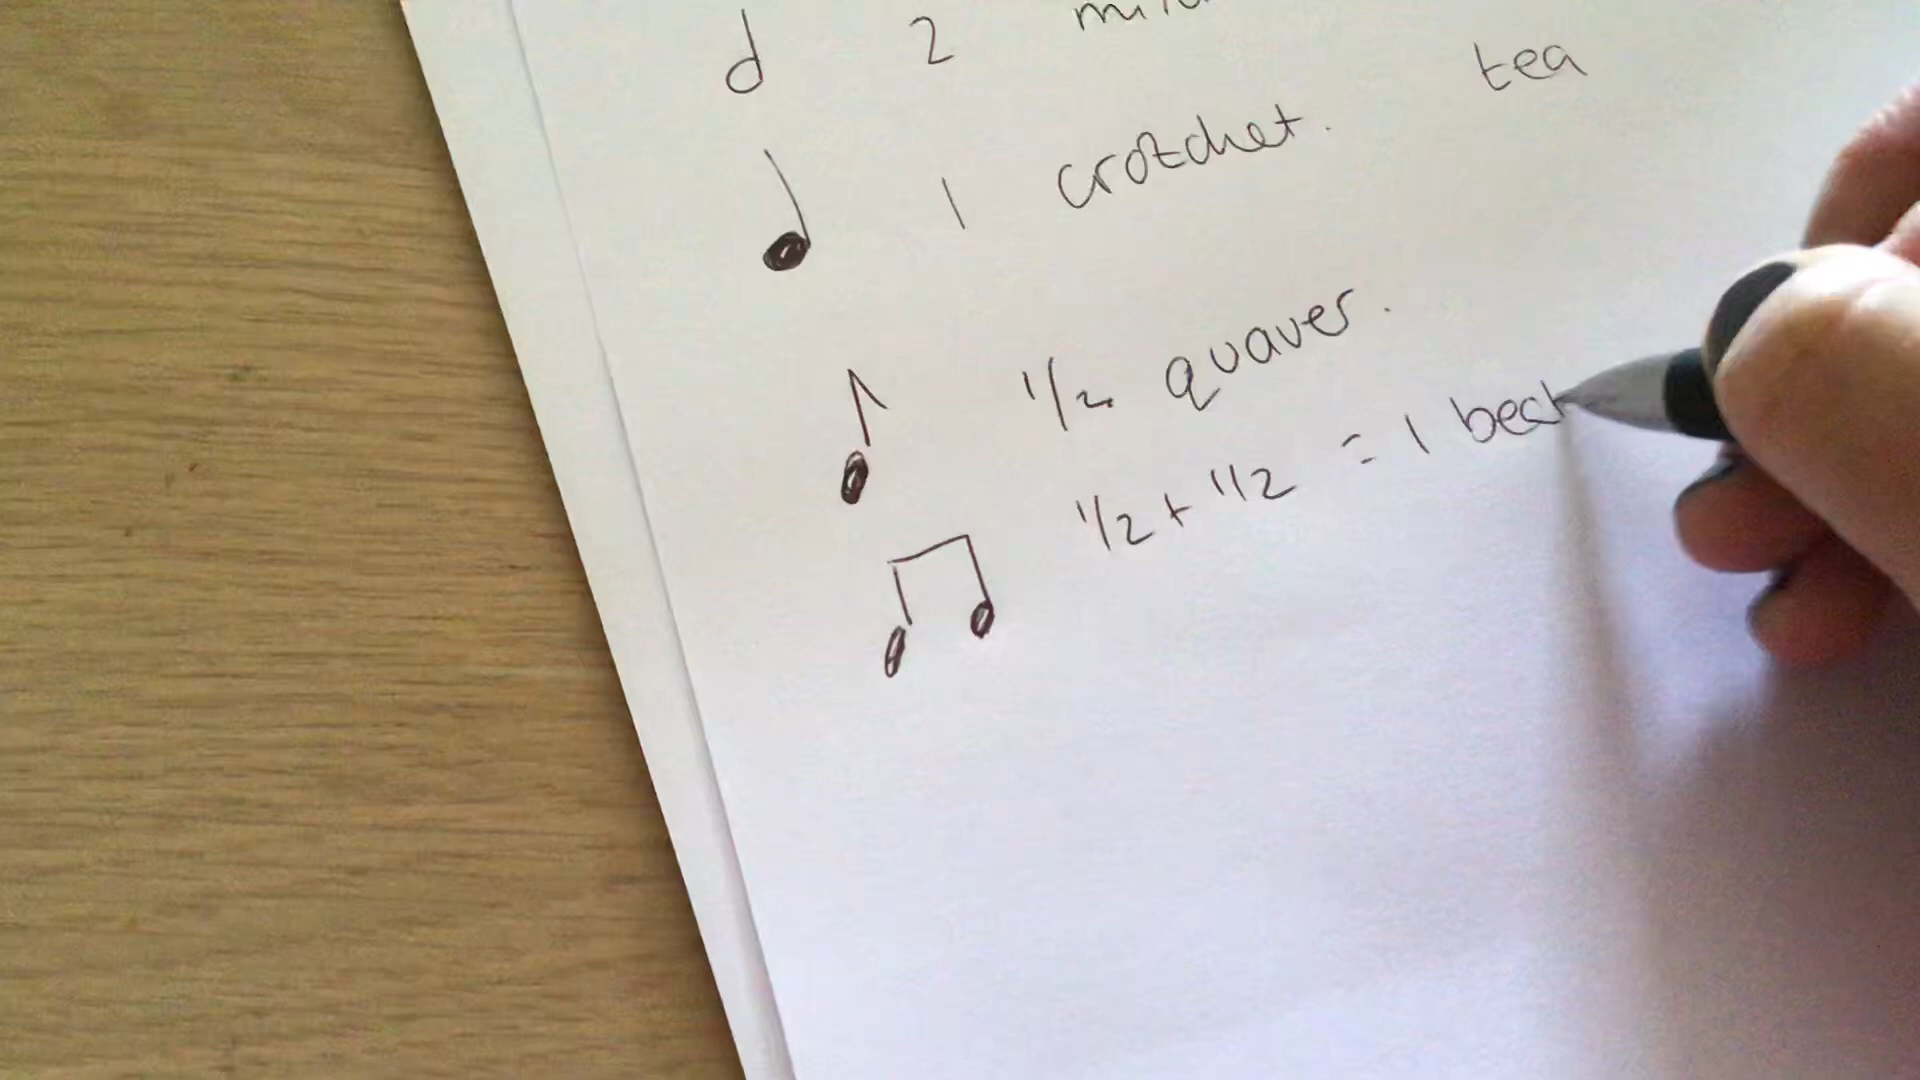 2
tea
1 crotchet.
1/2 quaver.
1/2 + 1/2 = 1 beat